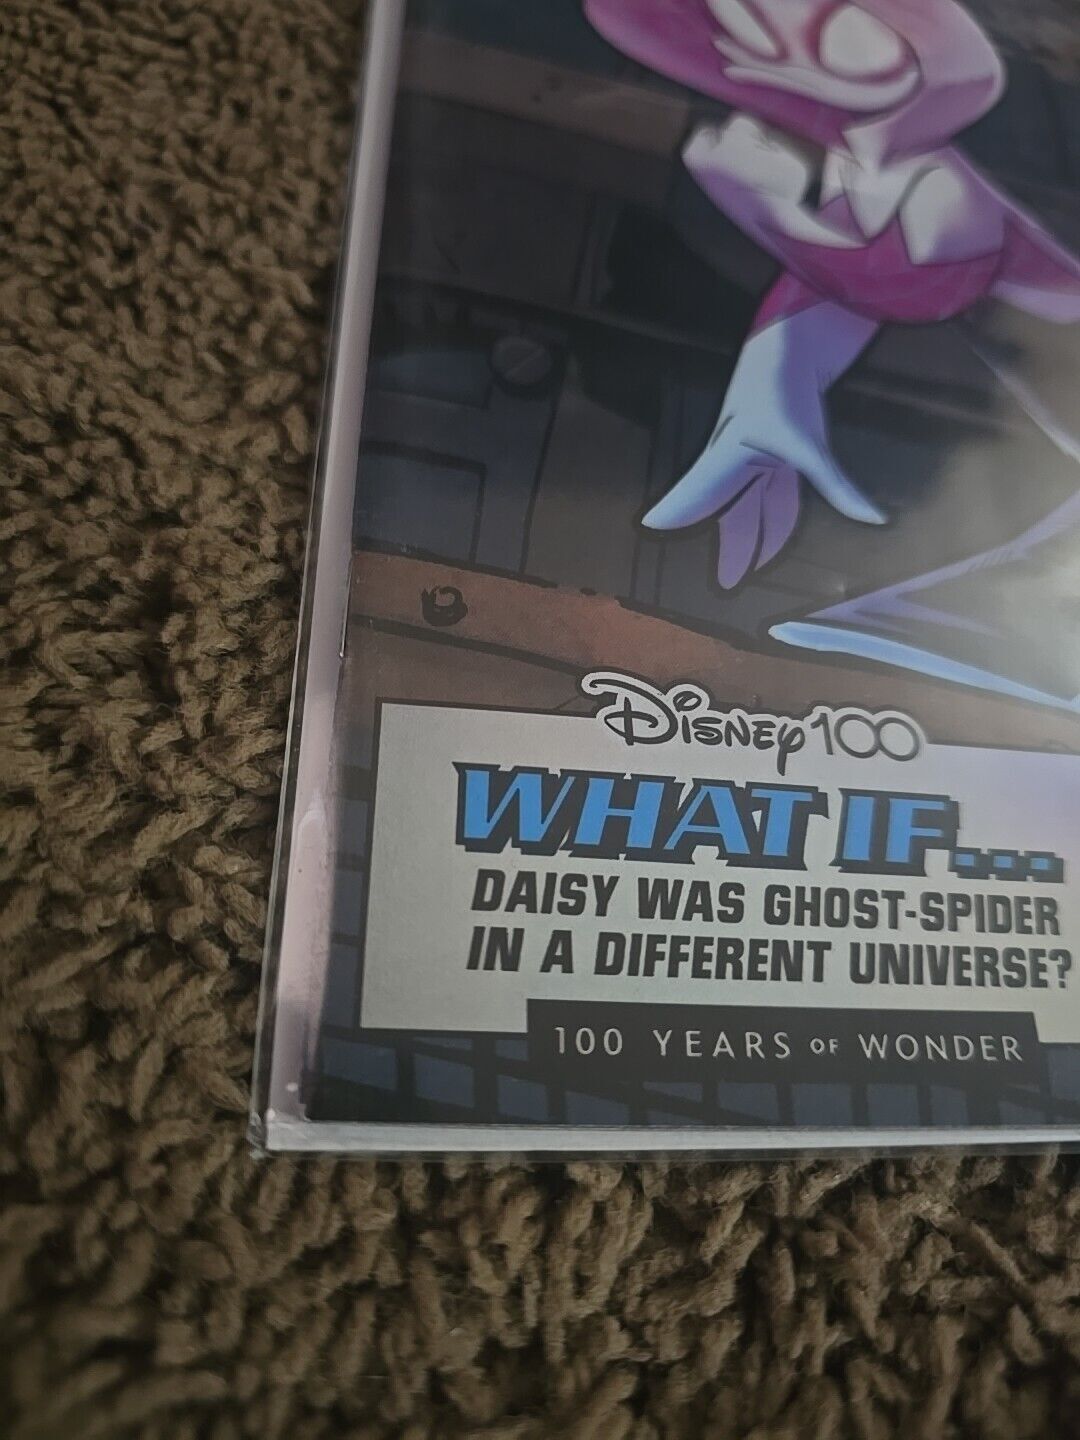 Disney100
WHAT IF...
DAISY WAS GHOST-SPIDER
IN A DIFFERENT UNIVERSE?
100 YEARS OF WONDER